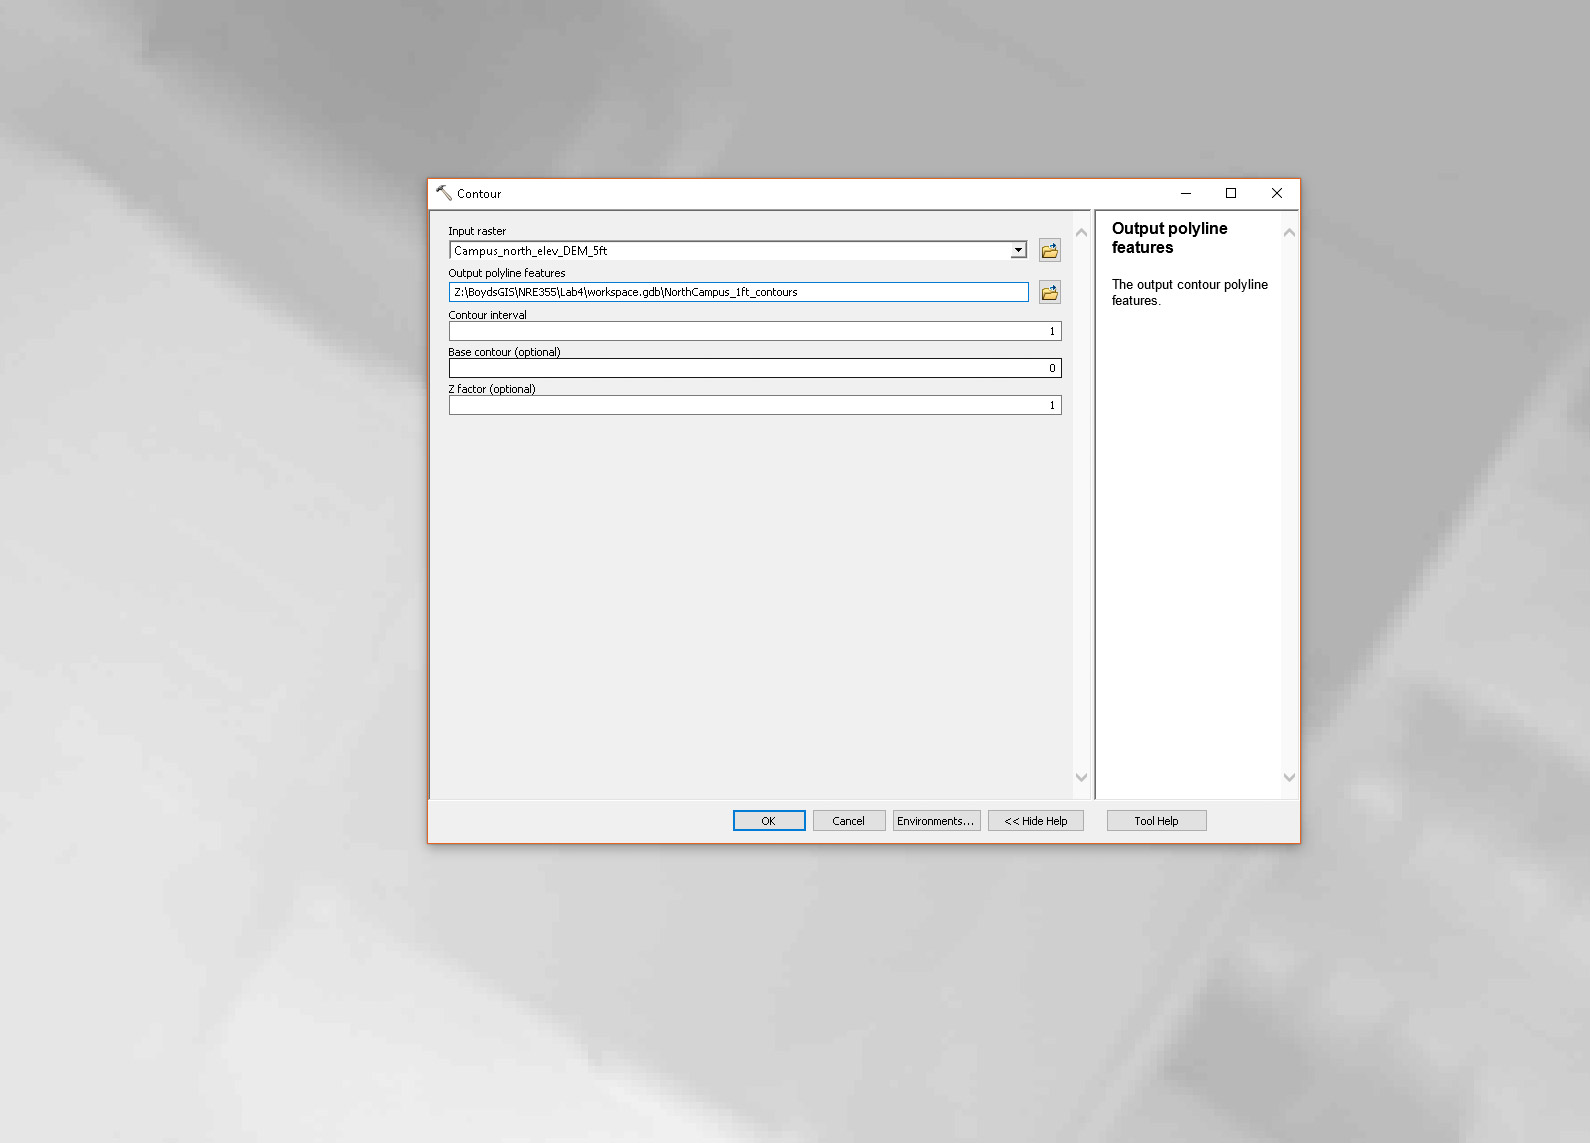 Contour
Input raster
Campus_north_elev_DEM_5ft
Output polyline features
Z:\BoydsGIS\NRE355\Lab4\workspace.gdb\NorthCampus_1ft_contours
Contour interval
1
Base contour (optional)
0
Z factor (optional)
1
Output polyline
features
The output contour polyline
features.
OK
Cancel
Environments...
<< Hide Help
Tool Help